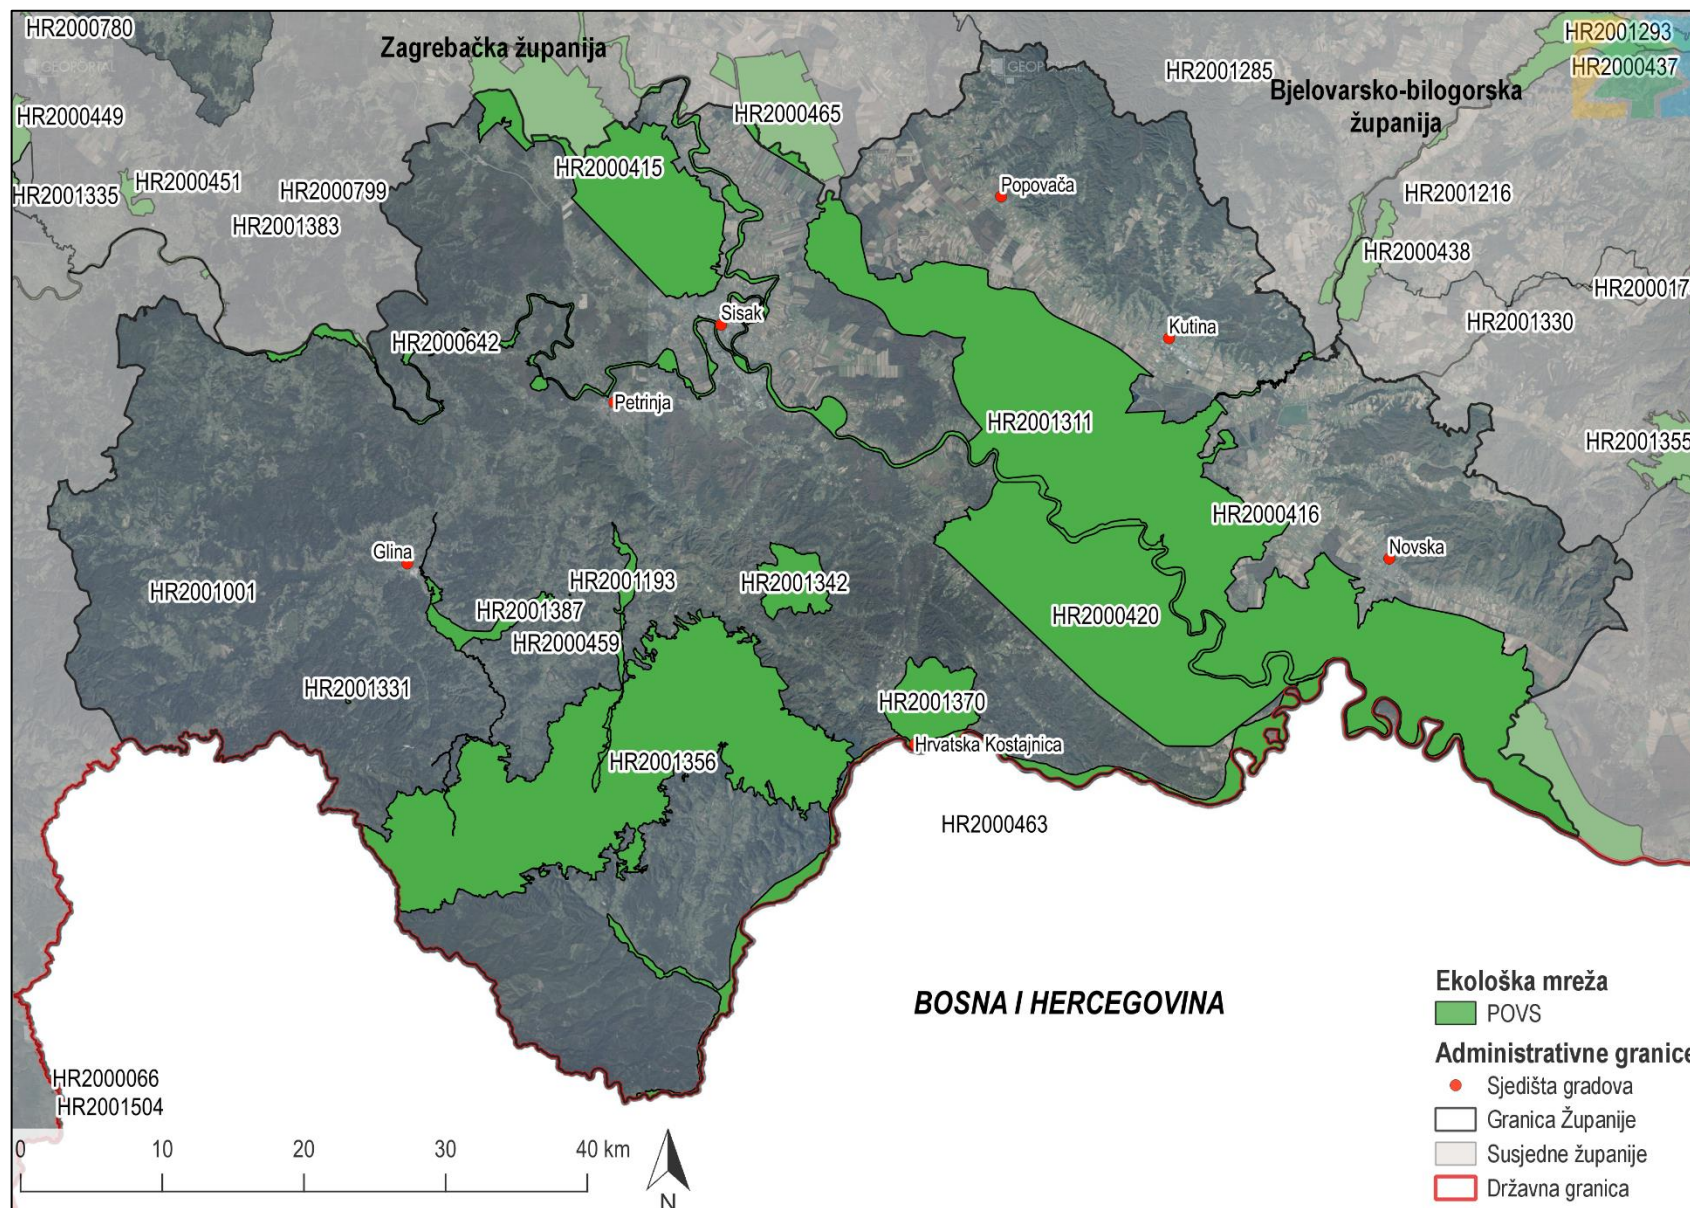 HR2000780
Zagrebačka županija
HR2001293
GEOPORTAL
GEOPORTAL
HR2001285
HR2000437
Bjelovarsko-bilogorska
županija
HR2000449
HR2000465
HR2000415
HR2000451
HR2000799
Popovača
HR2001335
HR2001216
HR2001383
HR2000438
HR200017
Sisak
HR2001330
Kutina
HR2000642
Petrinja
HR2001311
HR2001355
HR2000416
Glina
Novska
HR2001193
HR2001342
HR2001001
HR2001387
HR2000420
HR2000459
HR2001331
HR2001370
Hrvatska Kostajnica
HR2001356
HR2000463
BOSNA I HERCEGOVINA
HR2000066
HR2001504
0 10 20 30 40 km
N
Ekološka mreža
POVS
Administrativne granice
Sjedišta gradova
Granica Županije
Susjedne županije
Državna granica